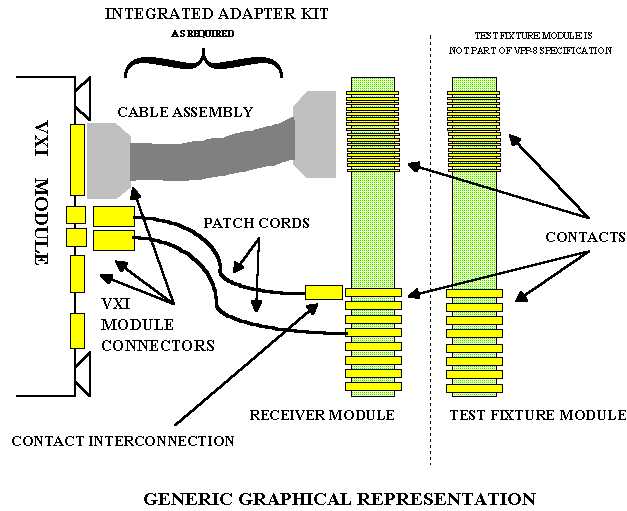 INTEGRATED ADAPTER KIT
AS REQUIRED
TEST FIXTURE MODULE IS
NOT PART OF VPP-8 SPECIFICATION
CABLE ASSEMBLY
VXI MODULE
PATCH CORDS
CONTACTS
VXI
MODULE
CONNECTORS
RECEIVER MODULE
TEST FIXTURE MODULE
CONTACT INTERCONNECTION
GENERIC GRAPHICAL REPRESENTATION